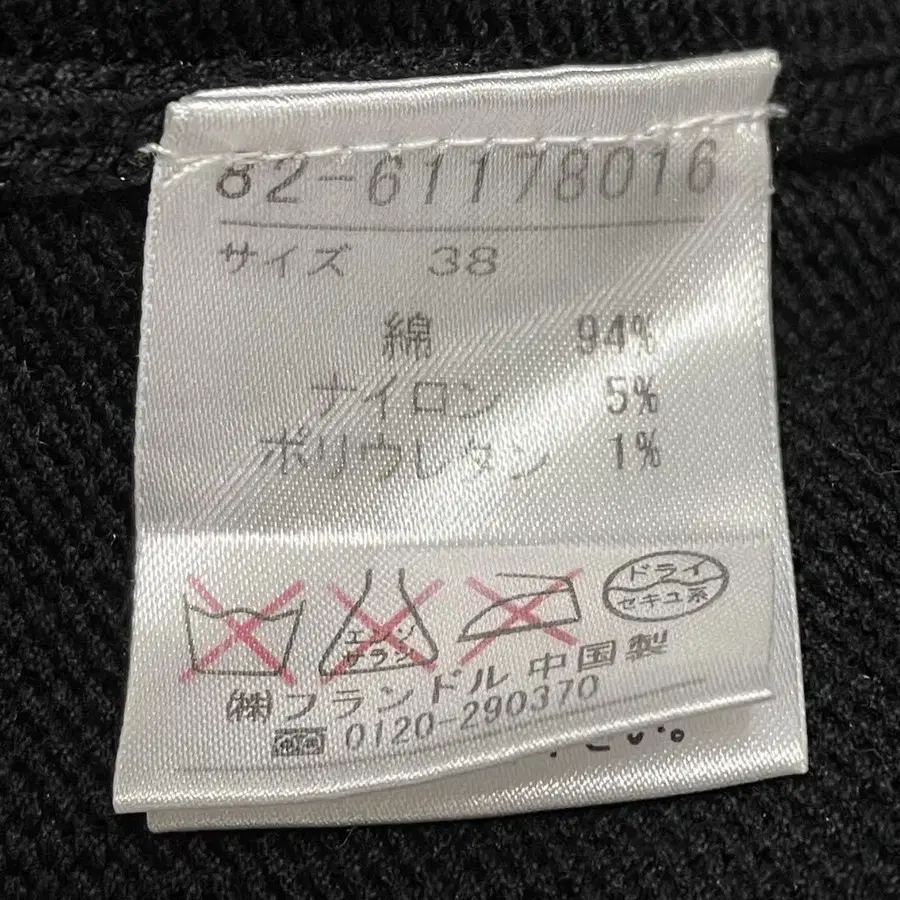 82-61178016
サイズ 38
綿 94%
ナイロン 5%
ポリウレタン 1%
エンソ
サラシ
ドライ
セキユ系
㈱フランドル 中国製
0120-290370